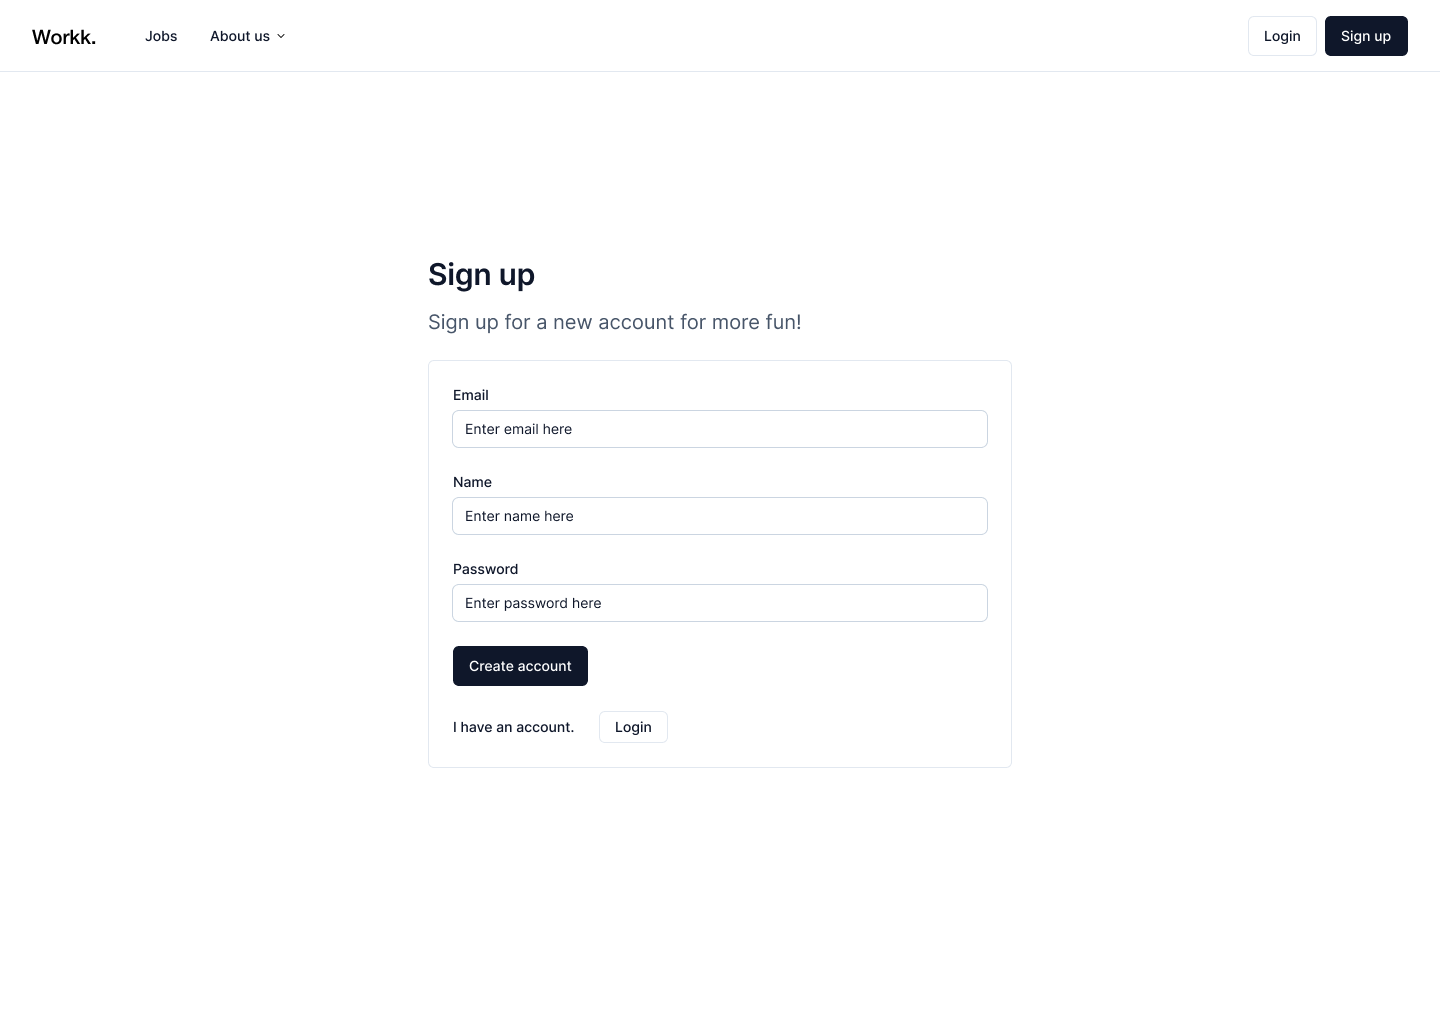 Workk. Jobs About us Login Sign up
Sign up
Sign up for a new account for more fun!
Email
Enter email here
Name
Enter name here
Password
Enter password here
Create account
I have an account. Login